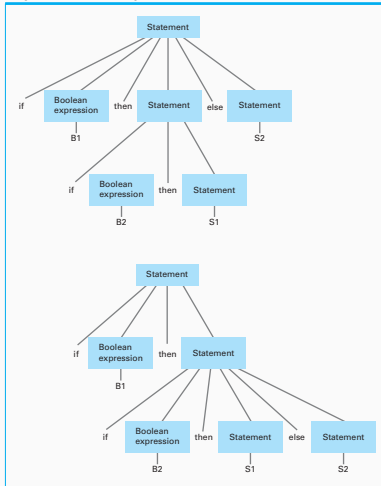 Statement
if Boolean expression then Statement else Statement
B1 S2
if Boolean expression then Statement
B2 S1
Statement
if Boolean expression then Statement
B1
if Boolean expression then Statement else Statement
B2 S1 S2